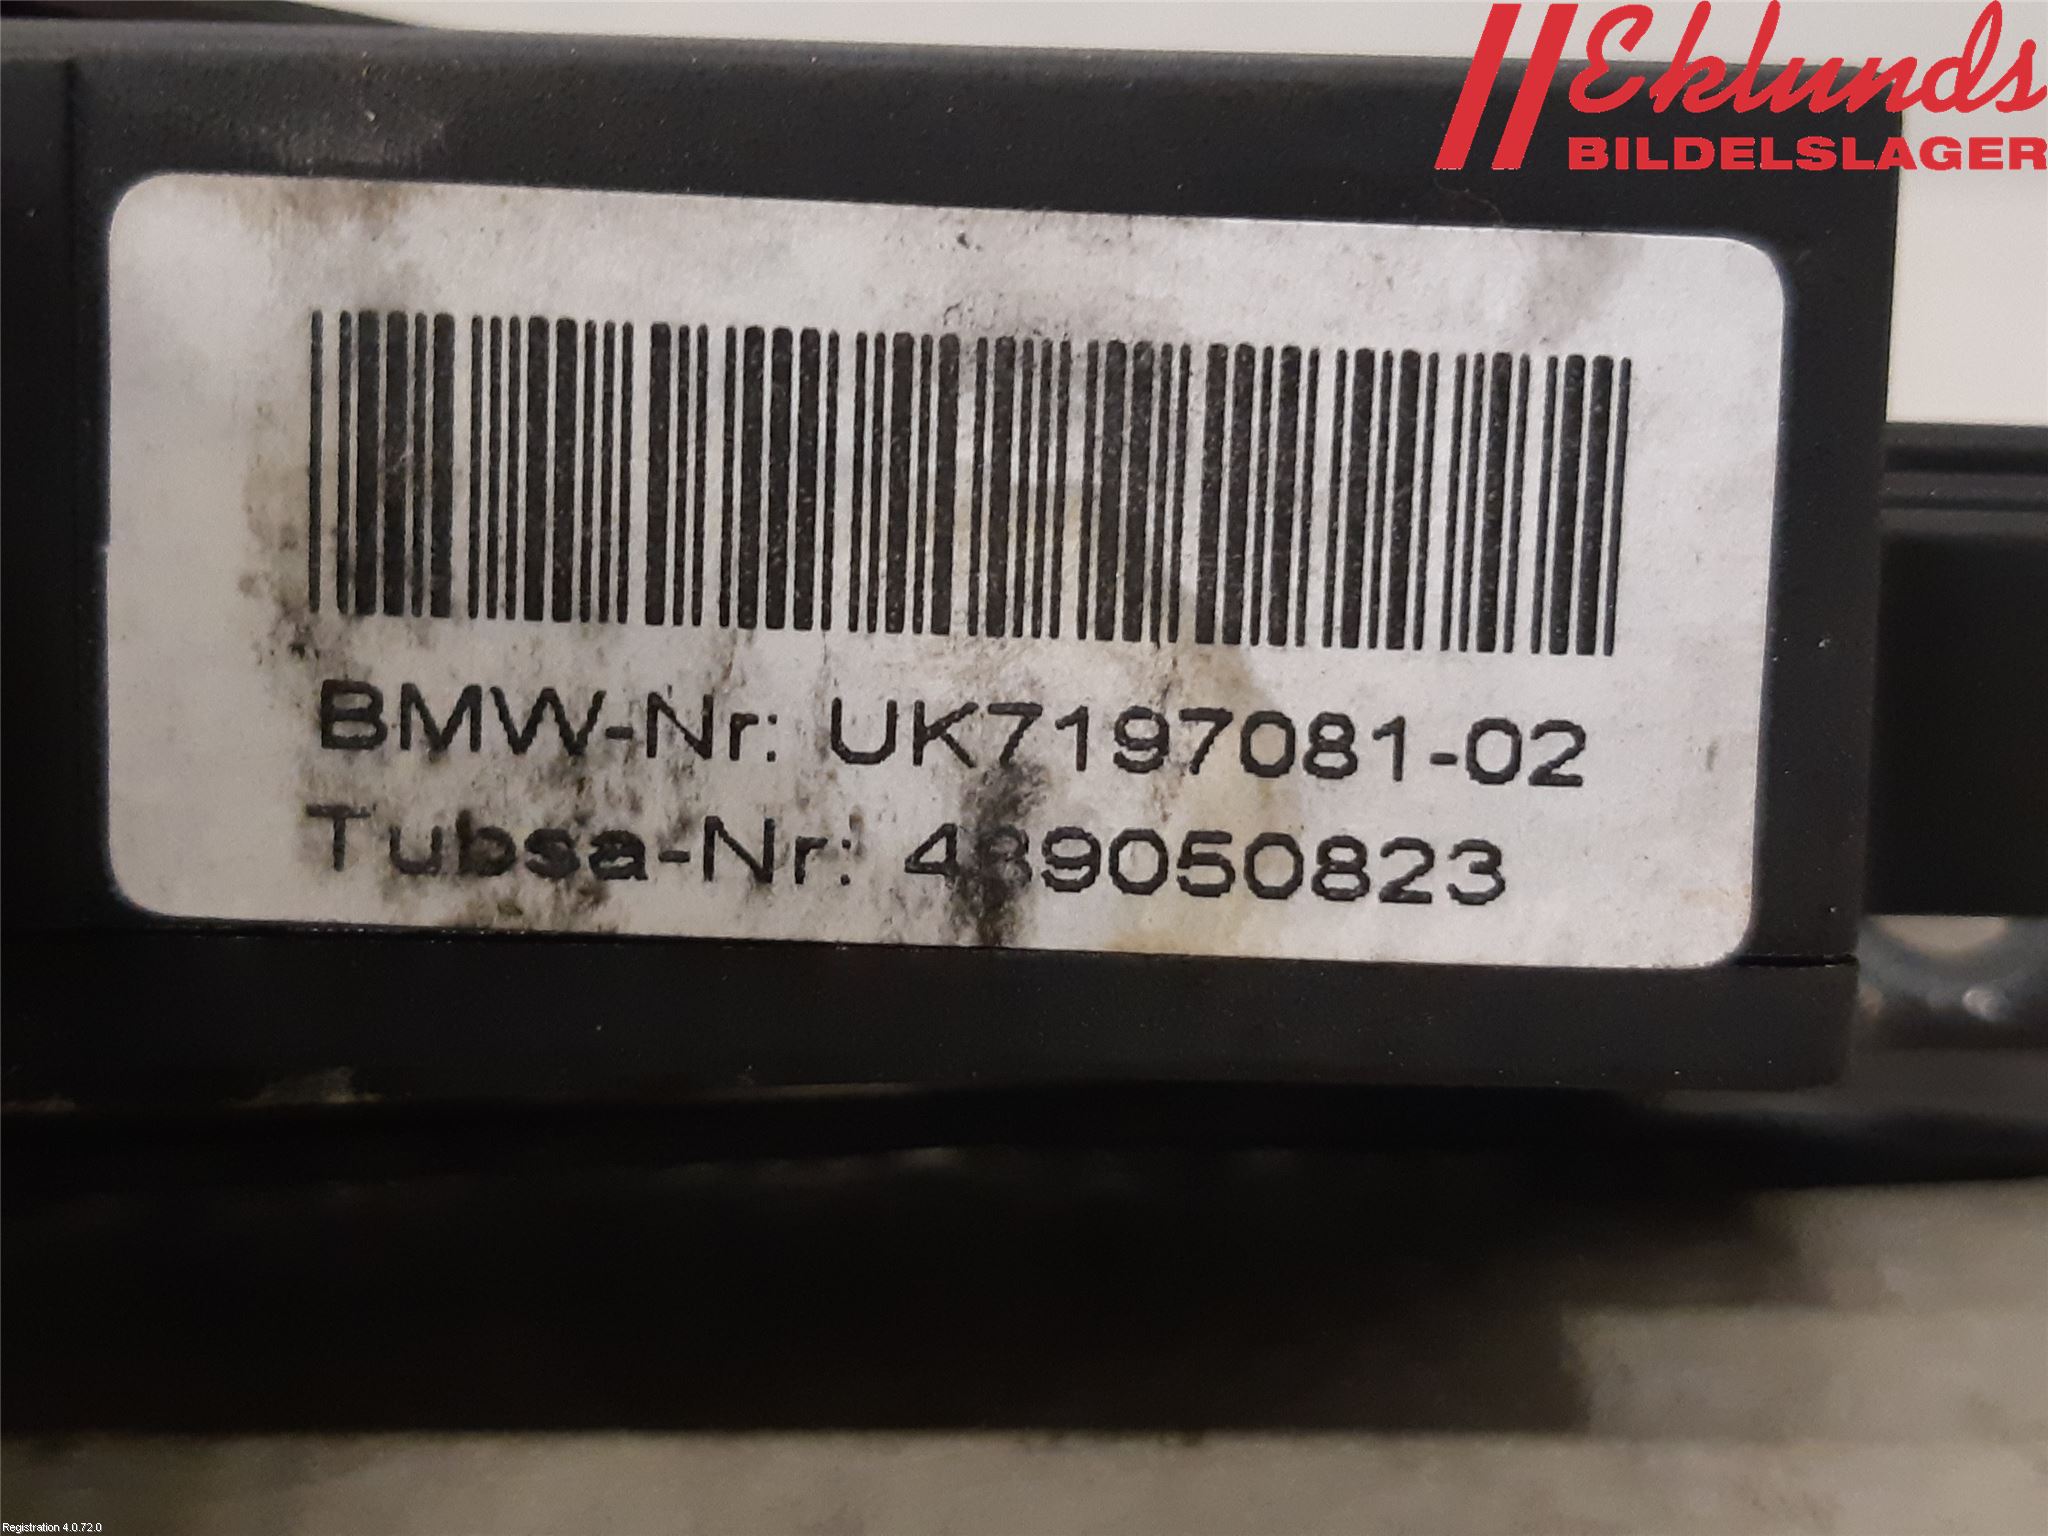 Eklunds
BILDELSLAGER
BMW-Nr: UK7197081-02
Tubsa-Nr: 489050823
Registration 4.0.72.0